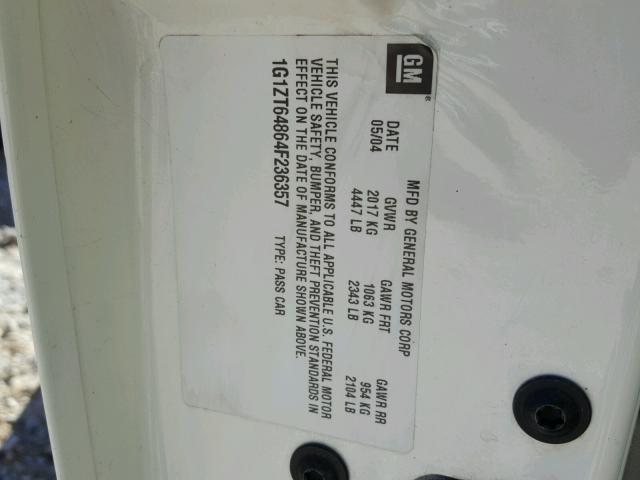 GM®
MFD BY GENERAL MOTORS CORP
DATE GVWR GAWR FRT GAWR RR
05/04 2017 KG 1063 KG 954 KG
4447 LB 2343 LB 2104 LB
THIS VEHICLE CONFORMS TO ALL APPLICABLE U.S. FEDERAL MOTOR
VEHICLE SAFETY, BUMPER, AND THEFT PREVENTION STANDARDS IN
EFFECT ON THE DATE OF MANUFACTURE SHOWN ABOVE.
1G1ZT64864F236357 TYPE: PASS CAR